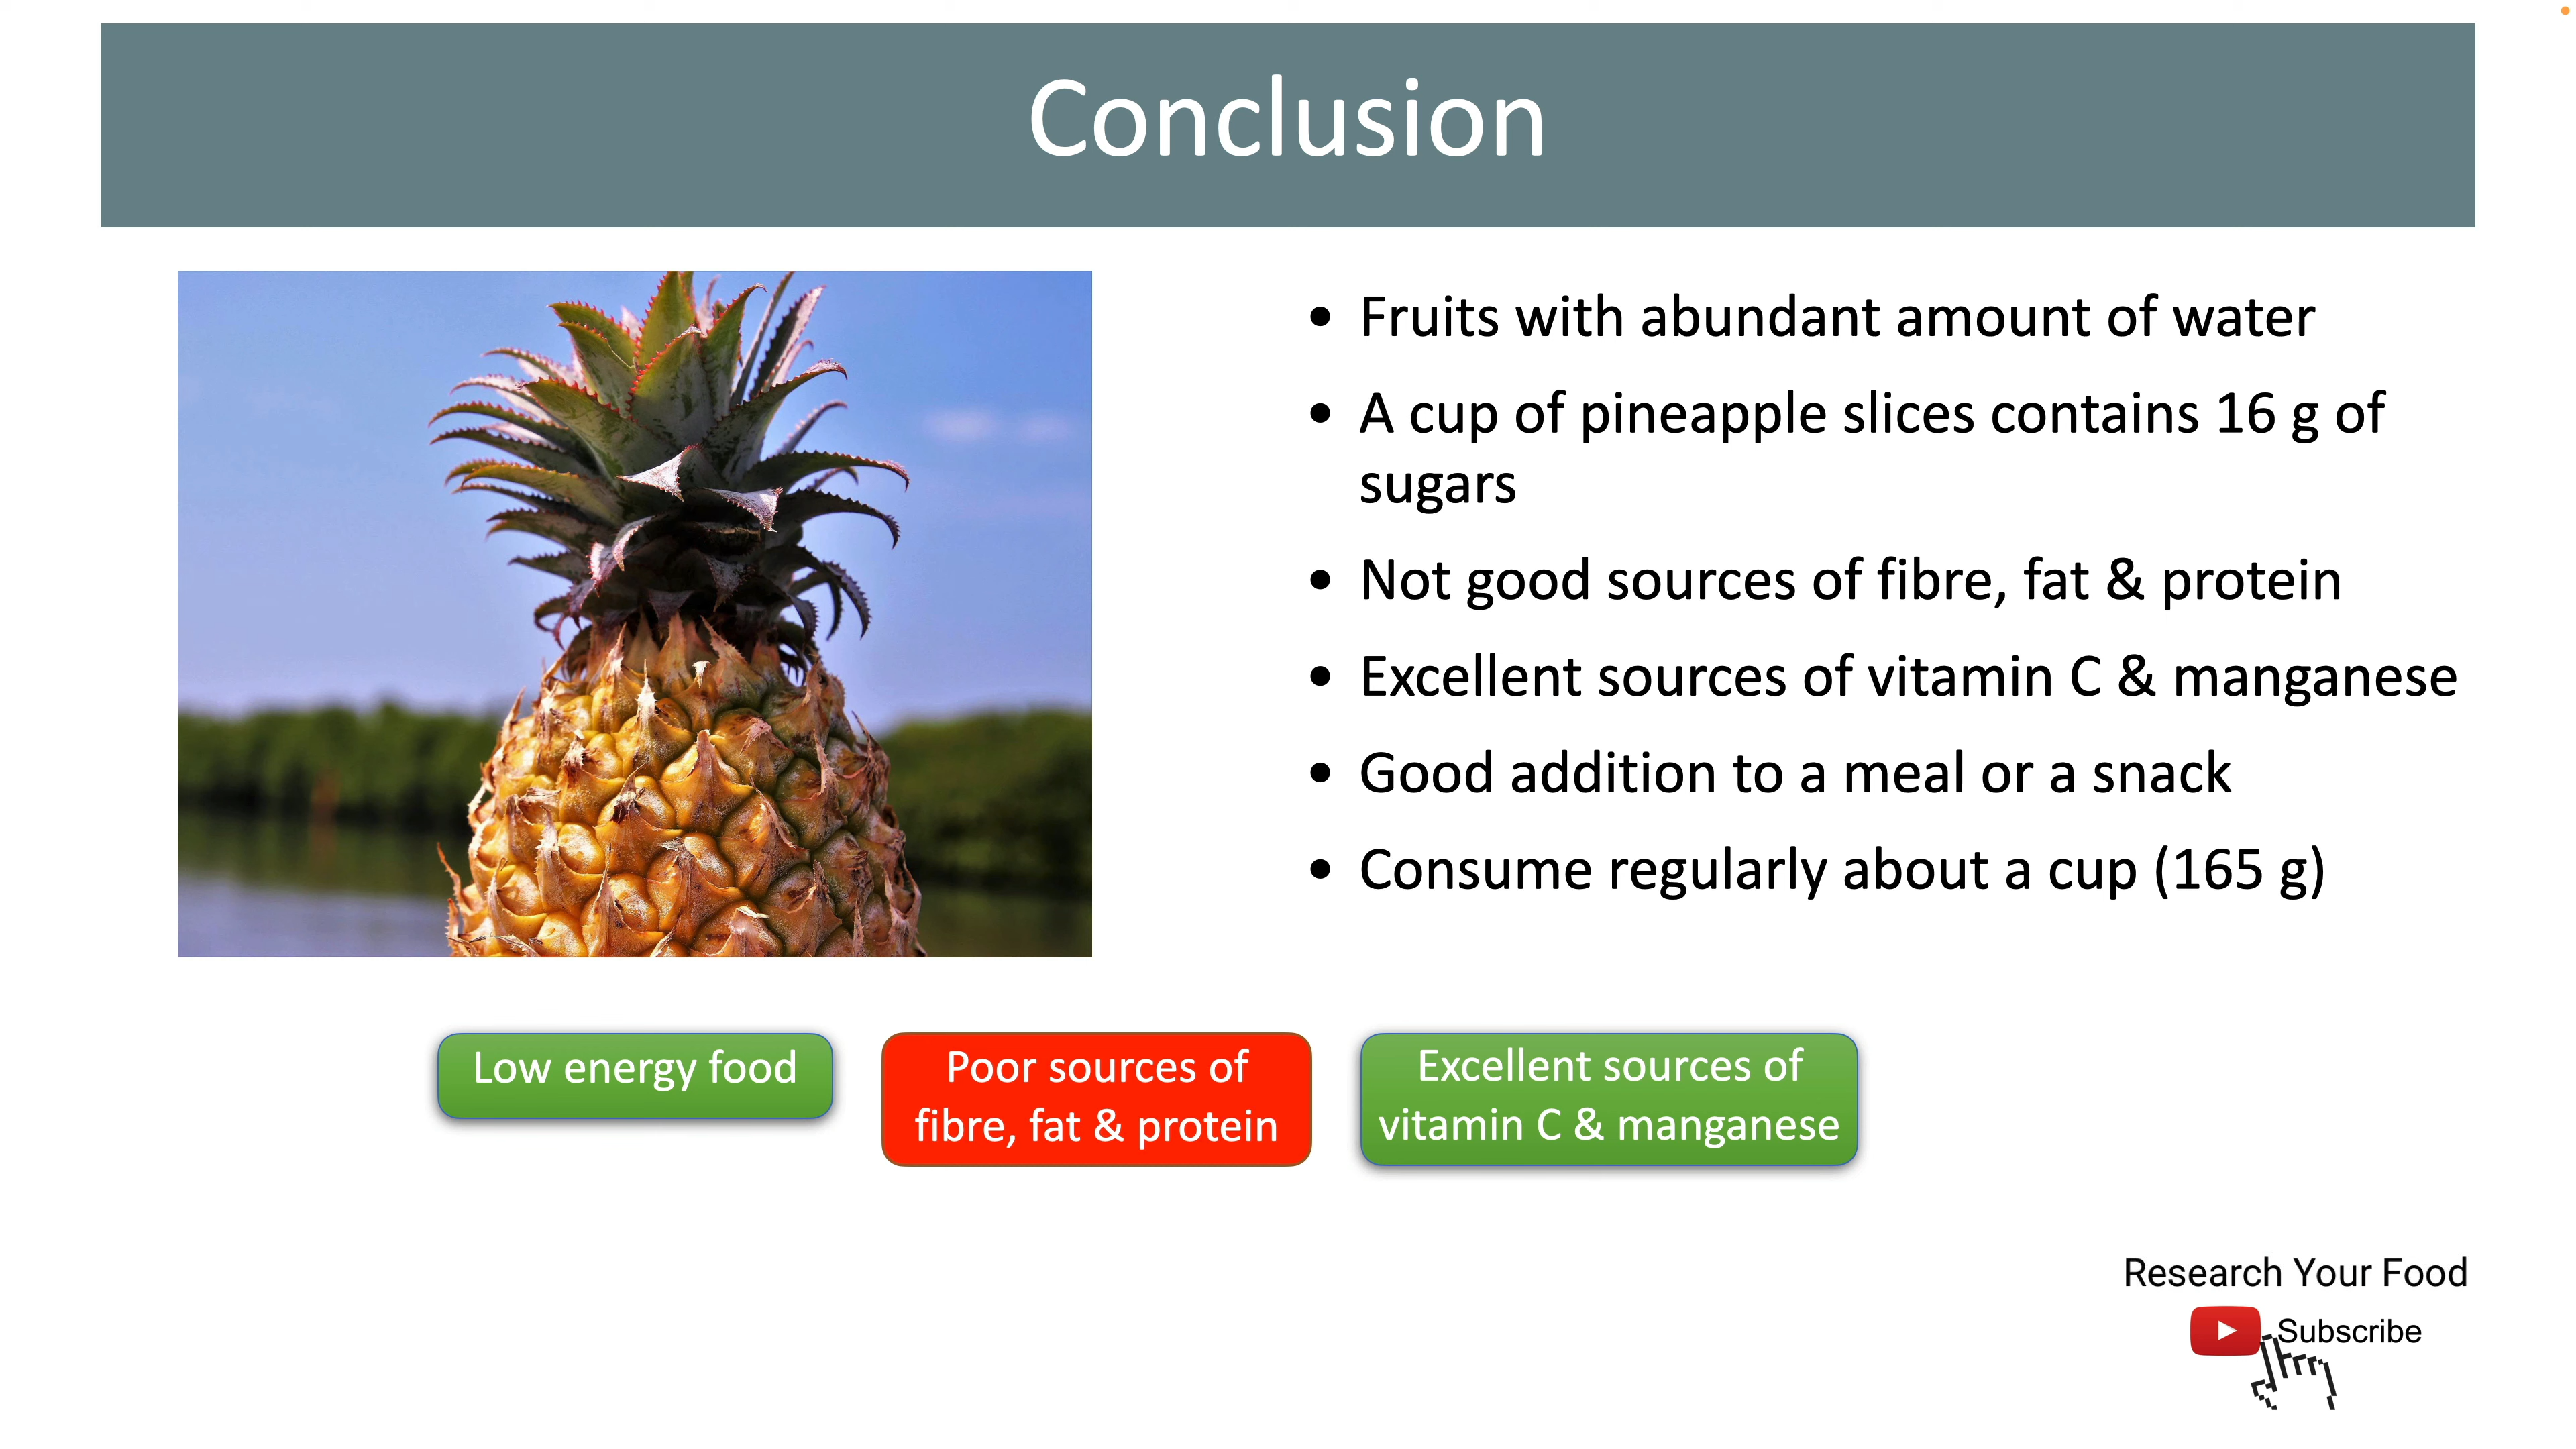 Conclusion
• Fruits with abundant amount of water
• A cup of pineapple slices contains 16 g of
sugars
• Not good sources of fibre, fat & protein
• Excellent sources of vitamin C & manganese
• Good addition to a meal or a snack
• Consume regularly about a cup (165 g)
Low energy food
Poor sources of
fibre, fat & protein
Excellent sources of
vitamin C & manganese
Research Your Food
Subscribe